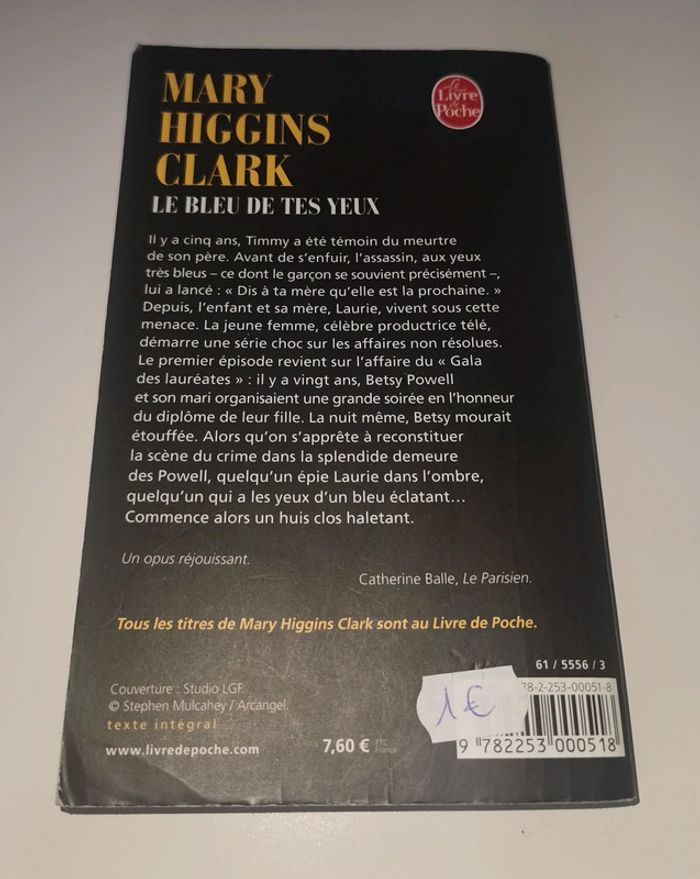 MARY
HIGGINS
CLARK
Le
Livre
de
Poche
LE BLEU DE TES YEUX
Il y a cinq ans, Timmy a été témoin du meurtre
de son père. Avant de s'enfuir, l'assassin, aux yeux
très bleus – ce dont le garçon se souvient précisément –,
lui a lancé : « Dis à ta mère qu'elle est la prochaine. »
Depuis, l'enfant et sa mère, Laurie, vivent sous cette
menace. La jeune femme, célèbre productrice télé,
démarre une série choc sur les affaires non résolues.
Le premier épisode revient sur l'affaire du « Gala
des lauréates » : il y a vingt ans, Betsy Powell
et son mari organisaient une grande soirée en l'honneur
du diplôme de leur fille. La nuit même, Betsy mourait
étouffée. Alors qu'on s'apprête à reconstituer
la scène du crime dans la splendide demeure
des Powell, quelqu'un épie Laurie dans l'ombre,
quelqu'un qui a les yeux d'un bleu éclatant…
Commence alors un huis clos haletant.
Un opus réjouissant.
Catherine Balle, Le Parisien.
Tous les titres de Mary Higgins Clark sont au Livre de Poche.
61 / 5556 / 3
Couverture : Studio LGF.
© Stephen Mulcahey / Arcangel.
texte intégral
www.livredepoche.com
7,60 € TTC
France
1€
78-2-253-00051-8
9 782253 000518